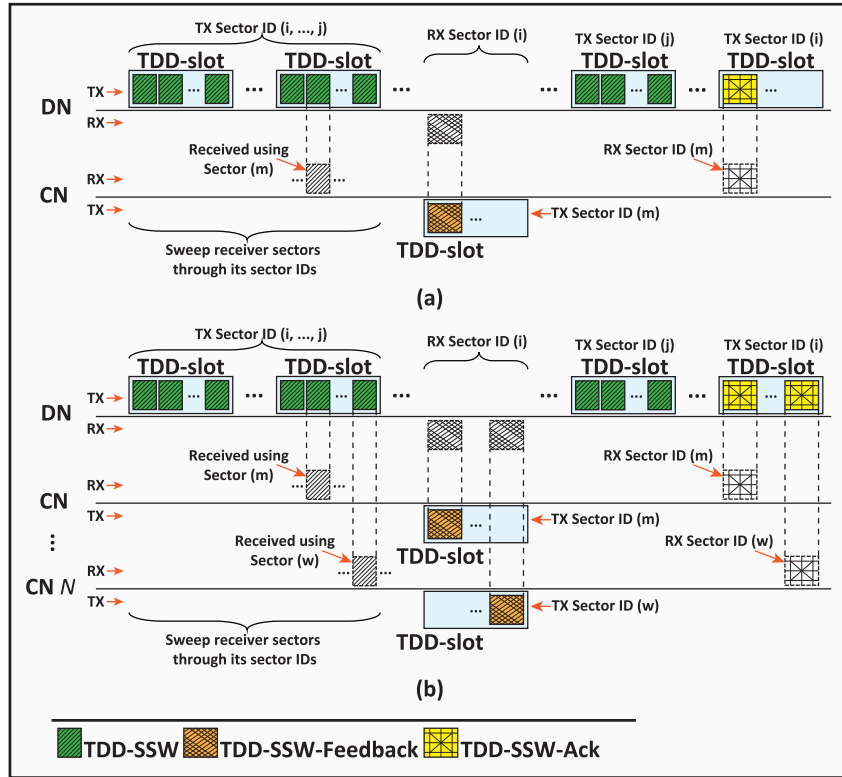 TX Sector ID (i, ..., j)
RX Sector ID (i)
TX Sector ID (j)
TX Sector ID (i)
TDD-slot
TDD-slot
TDD-slot
TDD-slot
TX
...
...
...
...
...
...
...
...
...
DN
RX
Received using
Sector (m)
RX Sector ID (m)
RX
...
...
CN
TX
...
TX Sector ID (m)
Sweep receiver sectors
through its sector IDs
TDD-slot
(a)
TX Sector ID (i, ..., j)
RX Sector ID (i)
TX Sector ID (j)
TX Sector ID (i)
TDD-slot
TDD-slot
TDD-slot
TDD-slot
TX
...
...
...
...
...
...
...
...
...
DN
RX
Received using
Sector (m)
RX Sector ID (m)
RX
...
...
CN
TX
...
TX Sector ID (m)
...
Received using
Sector (w)
TDD-slot
RX Sector ID (w)
RX
...
...
CN N
TX
...
TX Sector ID (w)
Sweep receiver sectors
through its sector IDs
TDD-slot
(b)
TDD-SSW
TDD-SSW-Feedback
TDD-SSW-Ack